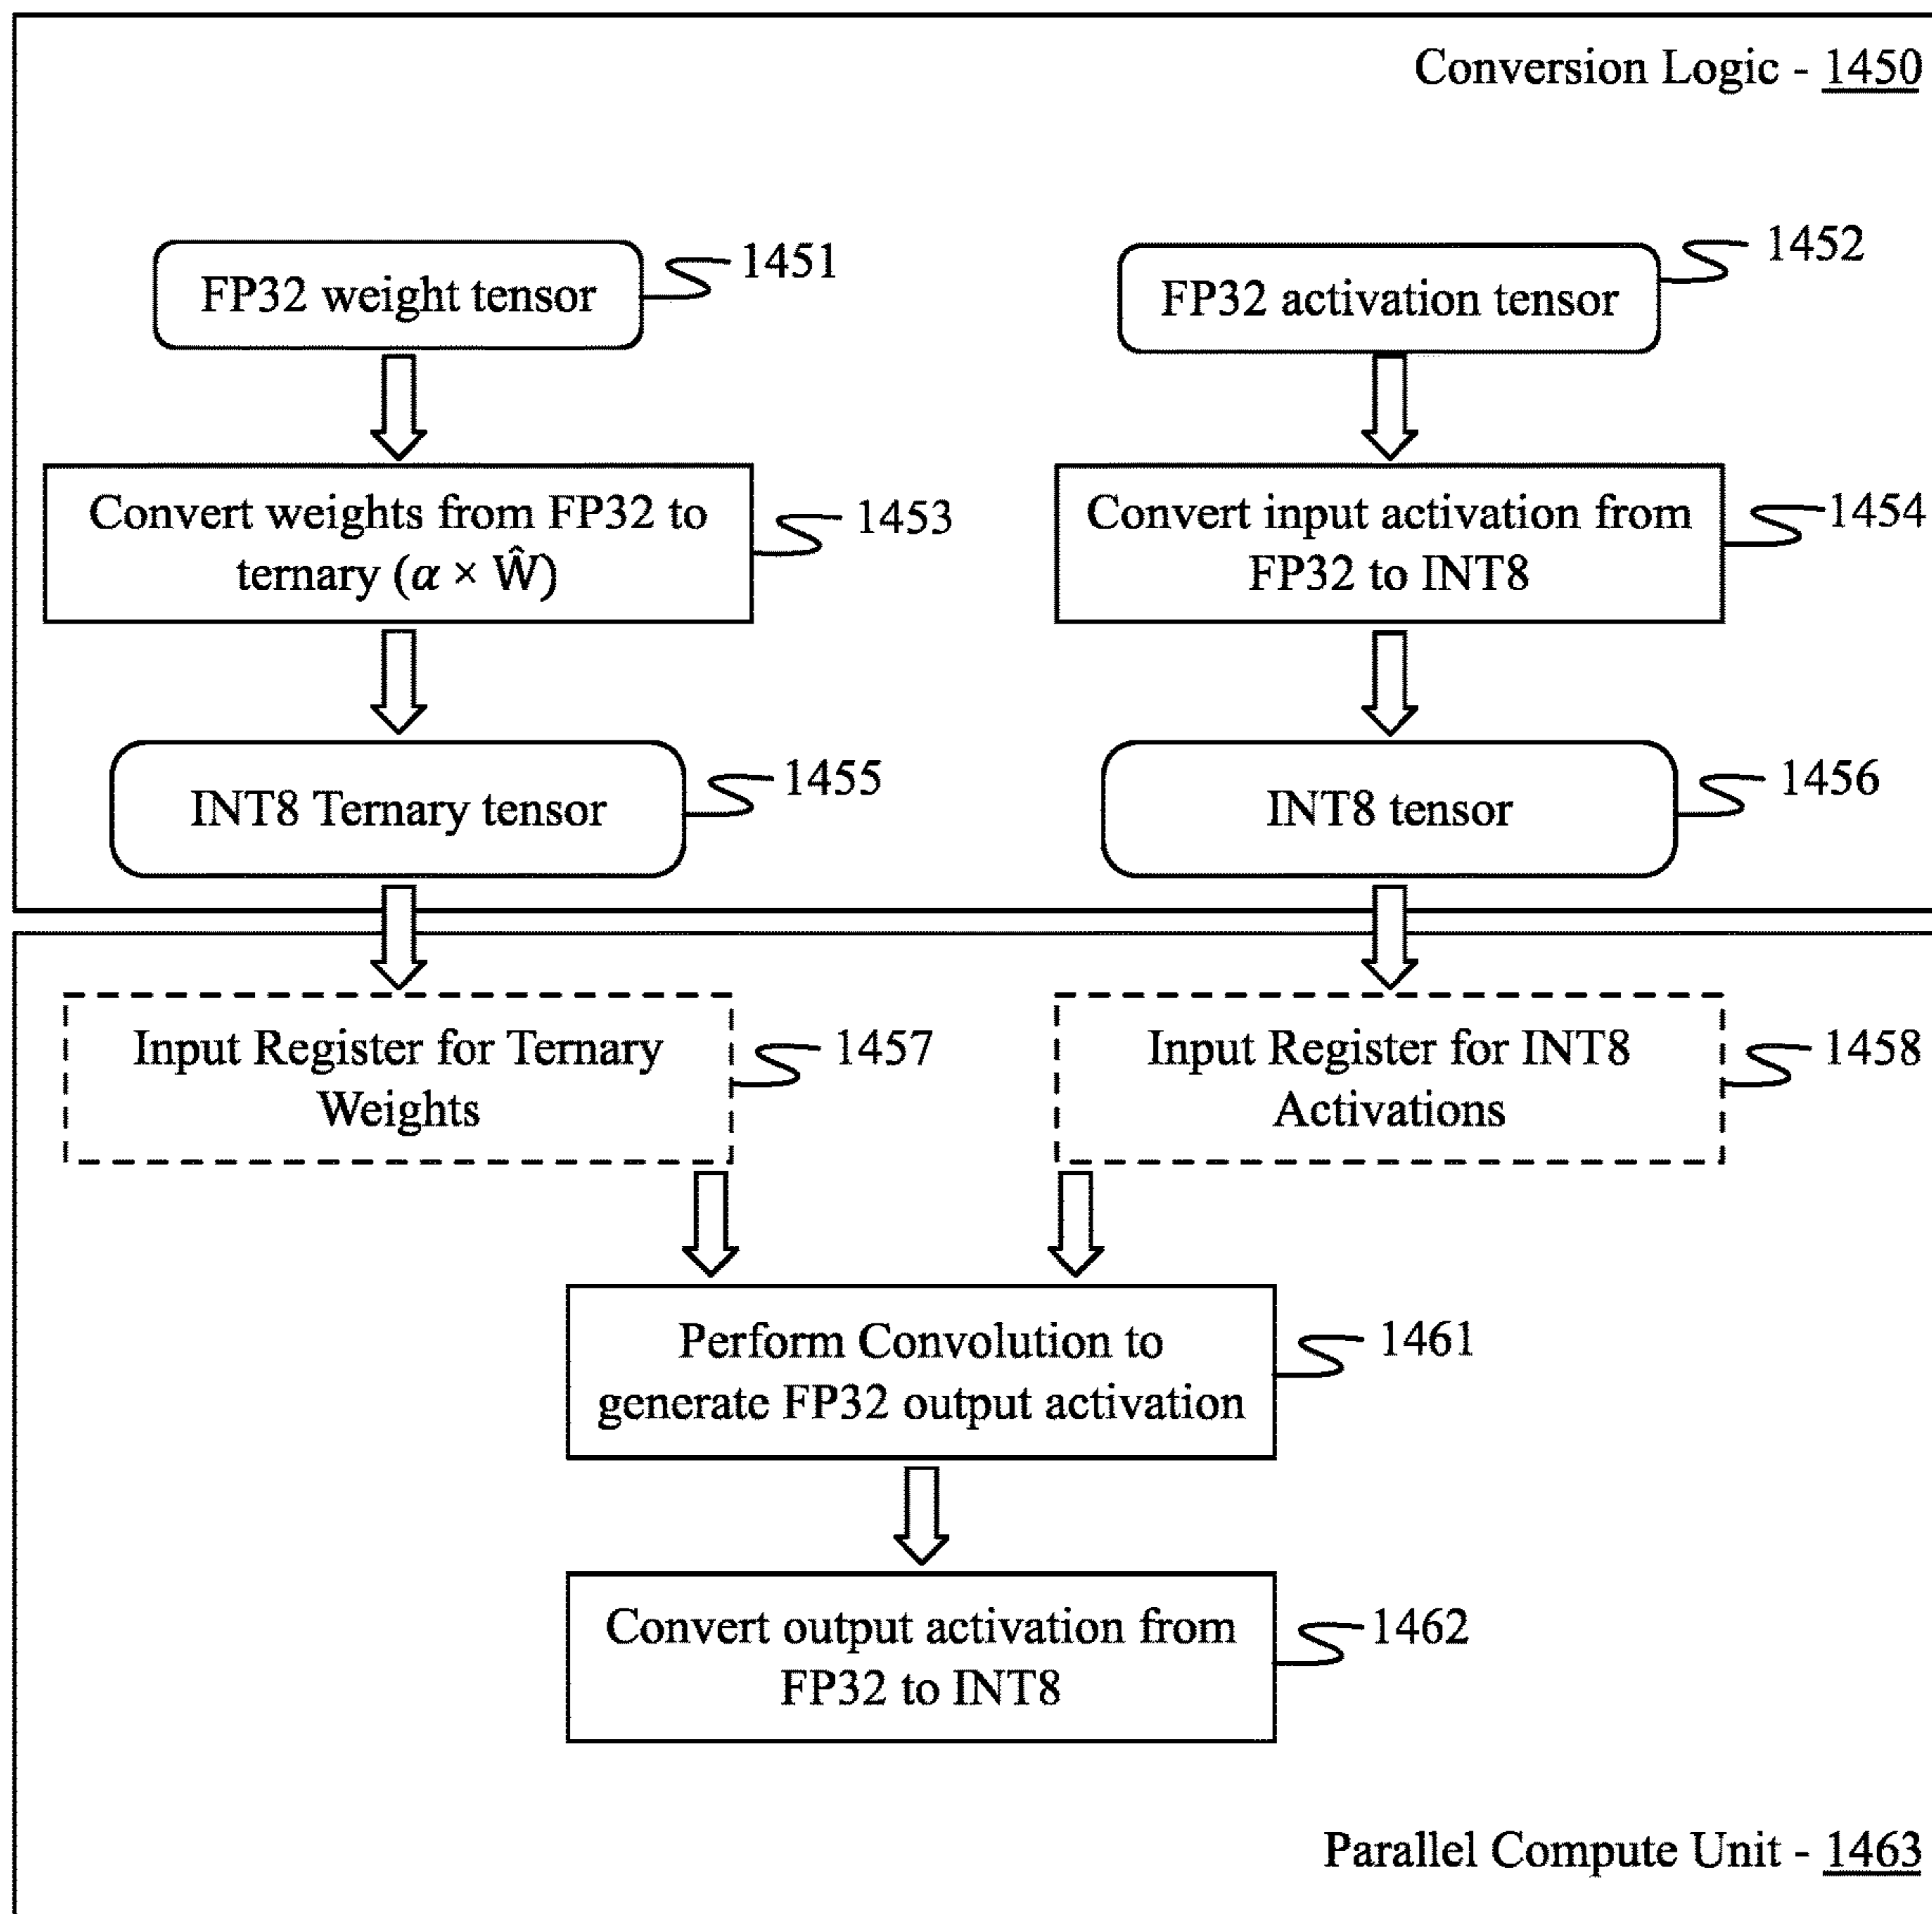 Conversion Logic - 1450
FP32 weight tensor
1451
FP32 activation tensor
1452
Convert weights from FP32 to
ternary (α × Ŵ)
1453
Convert input activation from
FP32 to INT8
1454
INT8 Ternary tensor
1455
INT8 tensor
1456
Input Register for Ternary
Weights
1457
Input Register for INT8
Activations
1458
Perform Convolution to
generate FP32 output activation
1461
Convert output activation from
FP32 to INT8
1462
Parallel Compute Unit - 1463